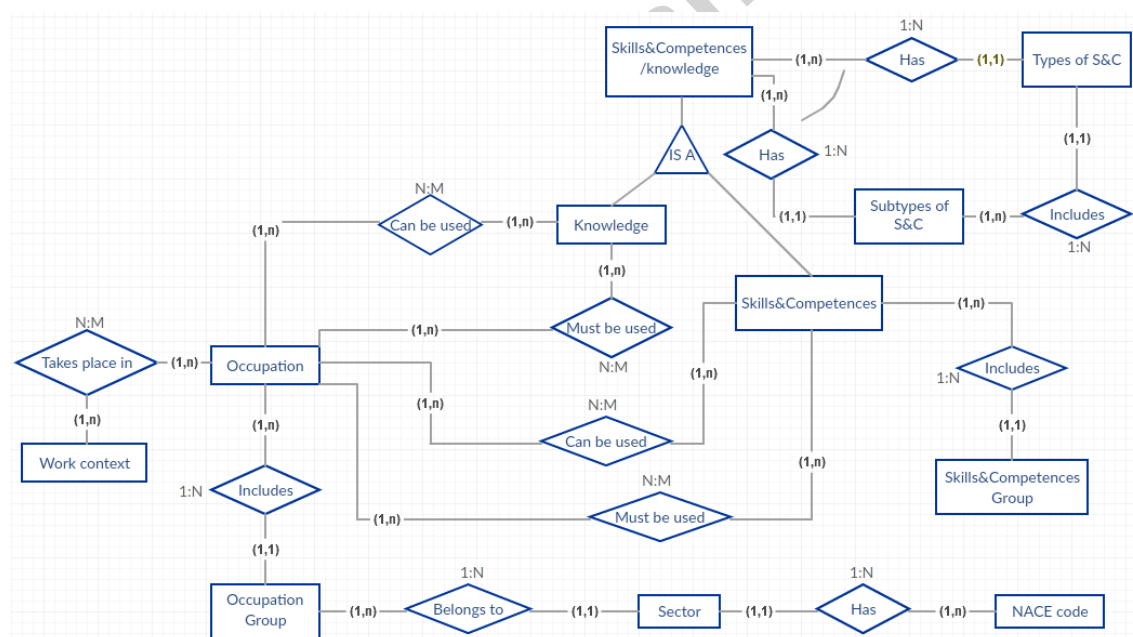 1:N
Skills&Competences
/knowledge
(1,n)
Has
(1,1)
Types of S&C
(1,n)
Has
1:N
(1,1)
IS A
N:M
Can be used
(1,n)
(1,n)
Knowledge
(1,1)
Subtypes of
S&C
(1,n)
Includes
1:N
(1,n)
Skills&Competences
(1,n)
N:M
Takes place in
(1,n)
Occupation
(1,n)
Must be used
N:M
(1,n)
Work context
(1,n)
(1,n)
N:M
Can be used
1:N
Includes
(1,1)
Skills&Competences
Group
(1,n)
1:N
Includes
(1,n)
N:M
Must be used
(1,1)
Occupation
Group
(1,n)
1:N
Belongs to
(1,1)
Sector
(1,1)
1:N
Has
(1,n)
NACE code